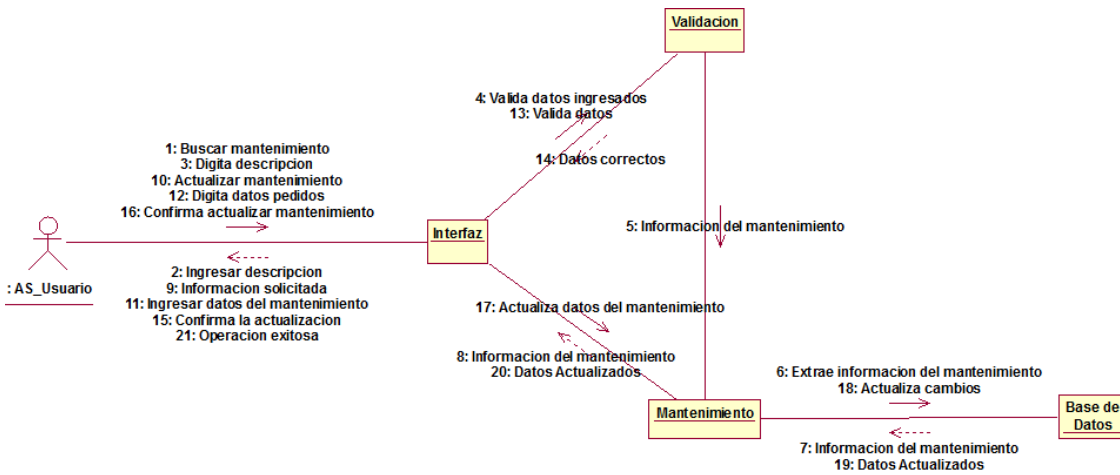 Validacion
4: Valida datos ingresados
13: Valida datos
14: Datos correctos
1: Buscar mantenimiento
3: Digita descripcion
10: Actualizar mantenimiento
12: Digita datos pedidos
16: Confirma actualizar mantenimiento
Interfaz
5: Informacion del mantenimiento
: AS_Usuario
2: Ingresar descripcion
9: Informacion solicitada
11: Ingresar datos del mantenimiento
15: Confirma la actualizacion
21: Operacion exitosa
17: Actualiza datos del mantenimiento
8: Informacion del mantenimiento
20: Datos Actualizados
6: Extrae informacion del mantenimiento
18: Actualiza cambios
Mantenimiento
Base de
Datos
7: Informacion del mantenimiento
19: Datos Actualizados